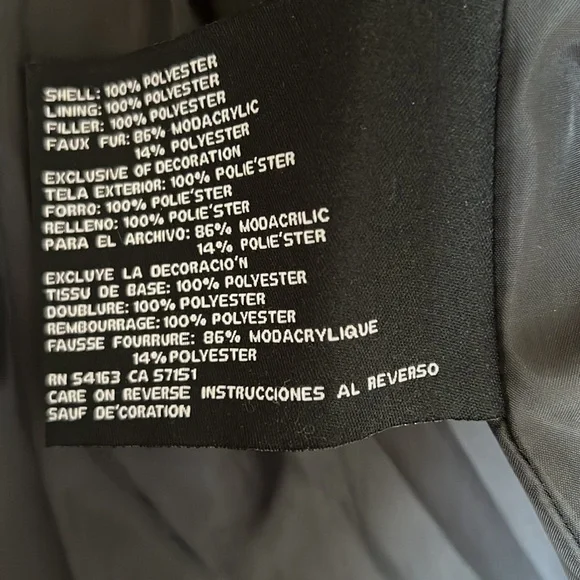 SHELL: 100% POLYESTER
LINING: 100% POLYESTER
FILLER: 100% POLYESTER
FAUX FUR: 86% MODACRYLIC
14% POLYESTER
EXCLUSIVE OF DECORATION
TELA EXTERIOR: 100% POLIE'STER
FORRO: 100% POLIE'STER
RELLENO: 100% POLIE'STER
PARA EL ARCHIVO: 86% MODACRILIC
14% POLIE'STER
EXCLUYE LA DECORACIO'N
TISSU DE BASE: 100% POLYESTER
DOUBLURE: 100% POLYESTER
REMBOURRAGE: 100% POLYESTER
FAUSSE FOURRURE: 86% MODACRYLIQUE
14% POLYESTER
RN 54163 CA 57151
CARE ON REVERSE INSTRUCCIONES AL REVERSO
SAUF DE'CORATION